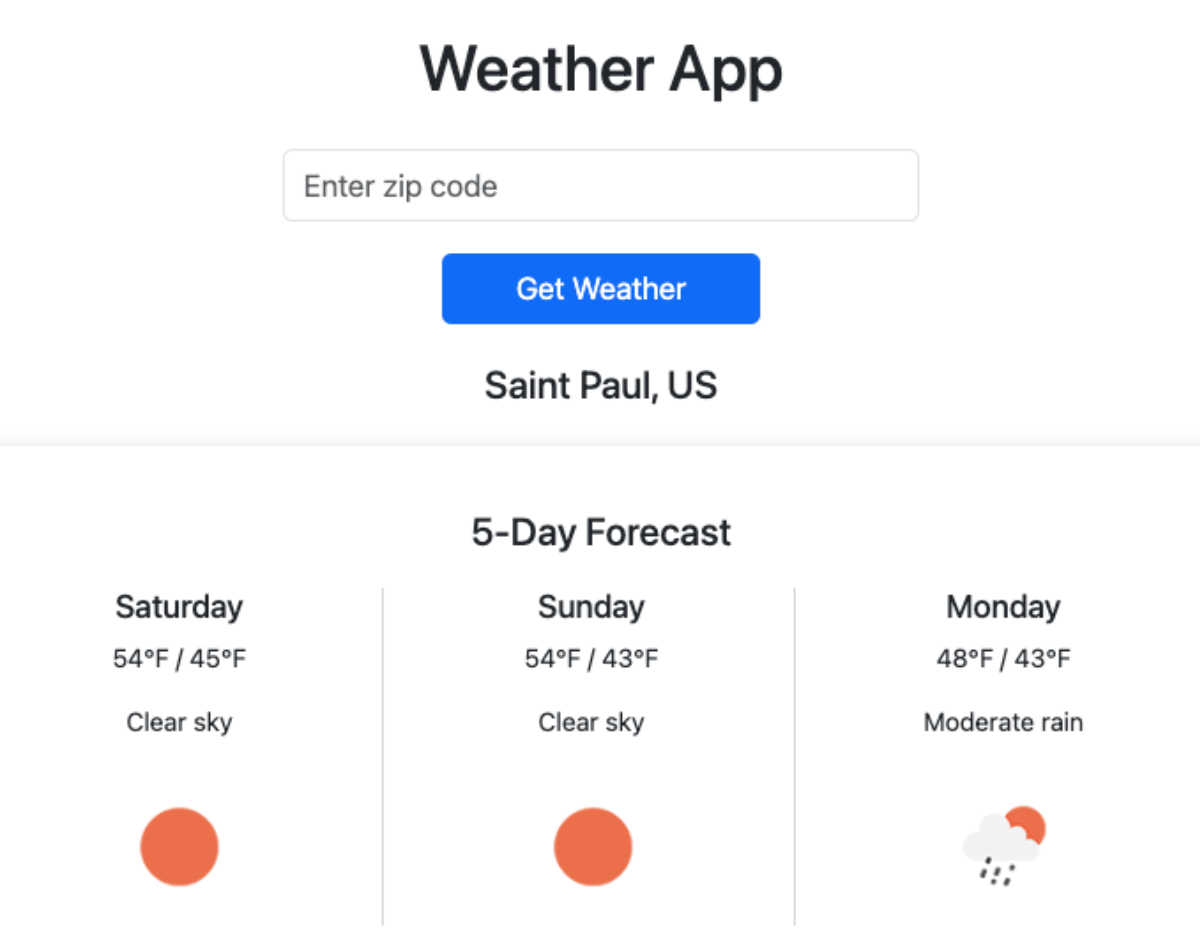 Weather App
Enter zip code
Get Weather
Saint Paul, US
5-Day Forecast
Saturday
54°F / 45°F
Clear sky
Sunday
54°F / 43°F
Clear sky
Monday
48°F / 43°F
Moderate rain